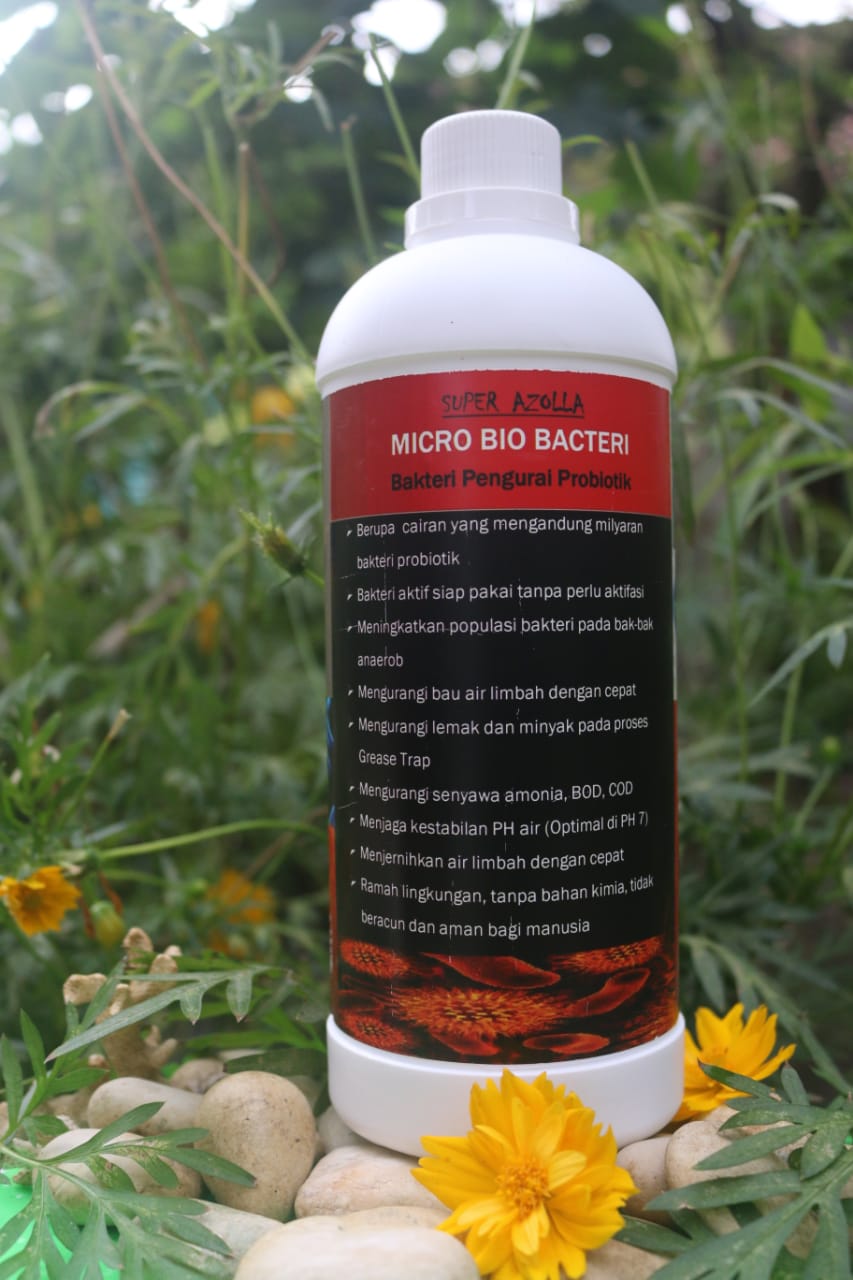 SUPER AZOLLA
MICRO BIO BACTERI
Bakteri Pengurai Probiotik
Berupa cairan yang mengandung milyaran
bakteri probiotik
Bakteri aktif siap pakai tanpa perlu aktifasi
Meningkatkan populasi bakteri pada bak-bak
anaerob
Mengurangi bau air limbah dengan cepat
Mengurangi lemak dan minyak pada proses
Grease Trap
Mengurangi senyawa amonia, BOD, COD
Menjaga kestabilan PH air (Optimal di PH 7)
Menjernihkan air limbah dengan cepat
Ramah lingkungan, tanpa bahan kimia, tidak
beracun dan aman bagi manusia